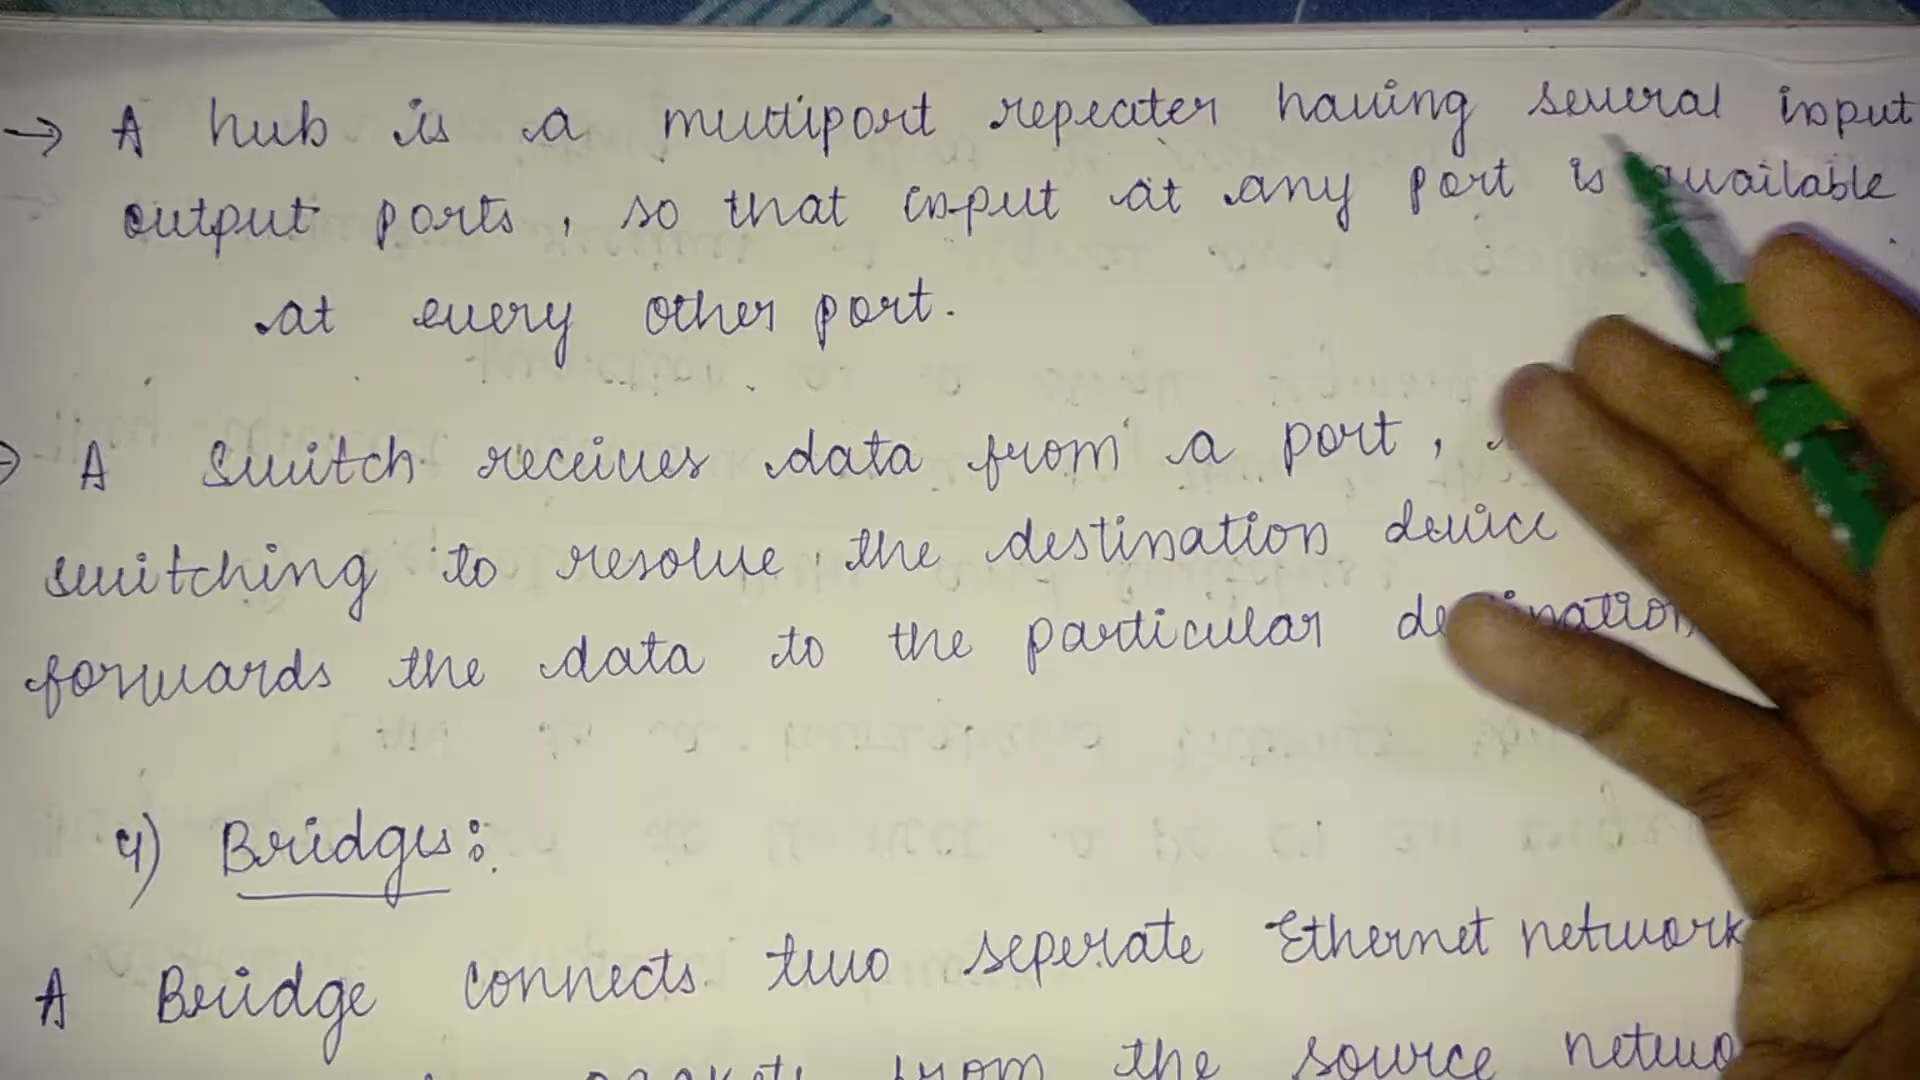 → A hub is a multiport repeater having several input
output ports, so that input at any port is available
at every other port.
→ A Switch receives data from a port,
switching to resolve the destination device
forwards the data to the particular destination
4) Bridges:
A Bridge connects two seperate Ethernet network
from the source